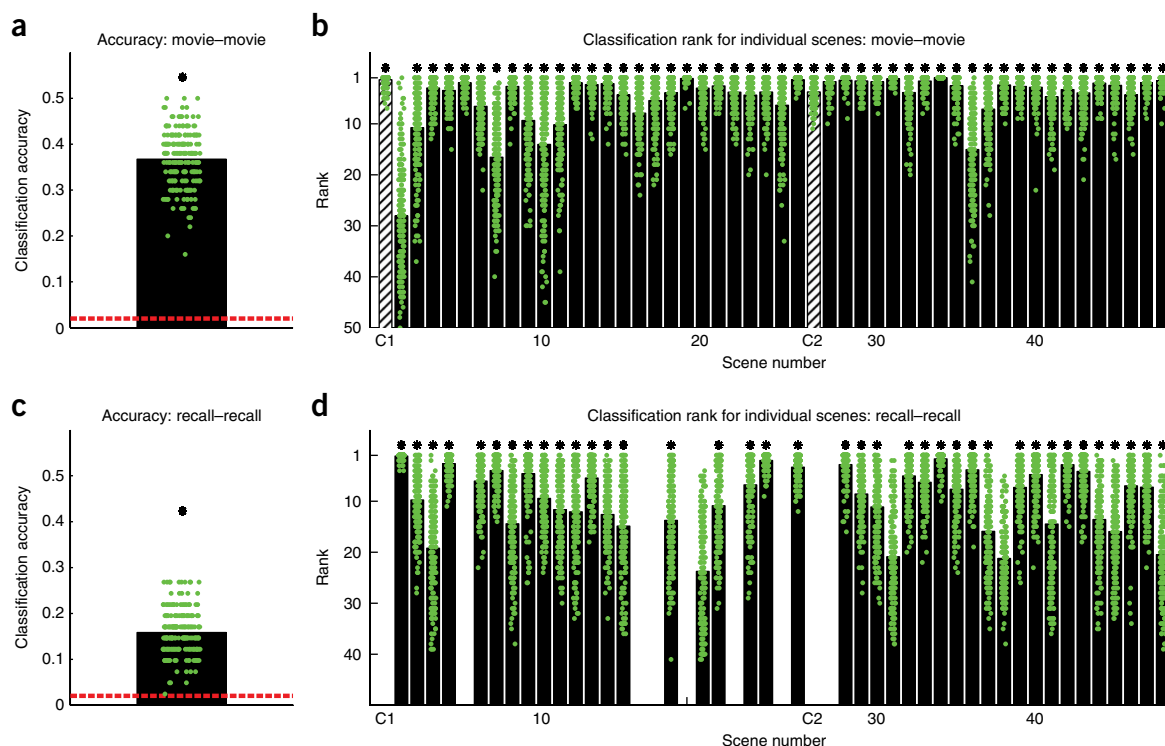 a
Accuracy: movie–movie
Classification accuracy
0.5
0.4
0.3
0.2
0.1
0
b
Classification rank for individual scenes: movie–movie
Rank
1
10
20
30
40
50
C1
10
20
C2
30
40
Scene number
c
Accuracy: recall–recall
Classification accuracy
0.5
0.4
0.3
0.2
0.1
0
d
Classification rank for individual scenes: recall–recall
Rank
1
10
20
30
40
C1
10
C2
30
40
Scene number